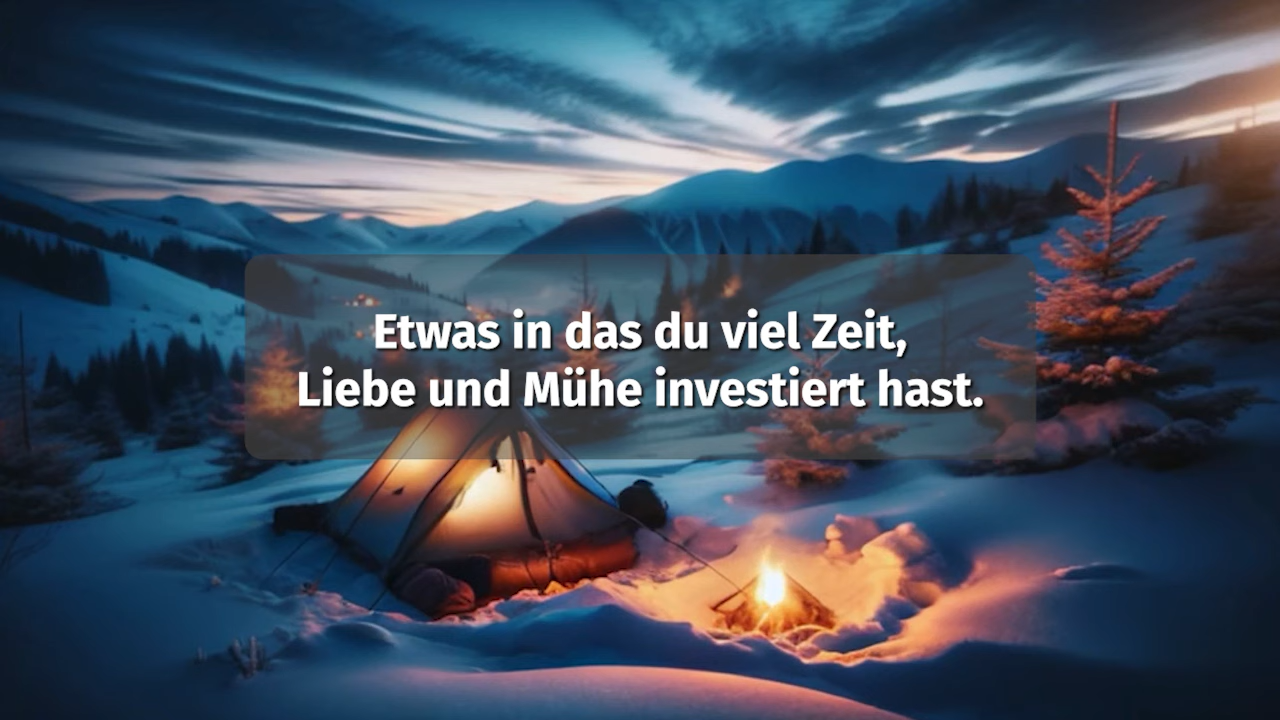 Etwas in das du viel Zeit,
Liebe und Mühe investiert hast.